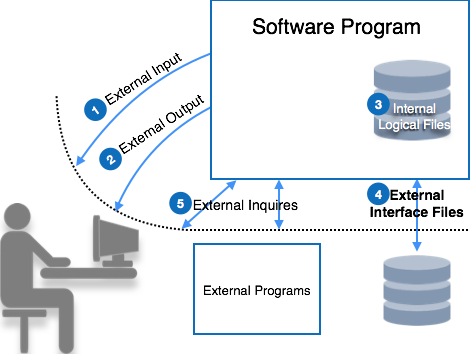 Software Program
1 External Input
2 External Output
3 Internal
Logical Files
5 External Inquires
4 External
Interface Files
External Programs